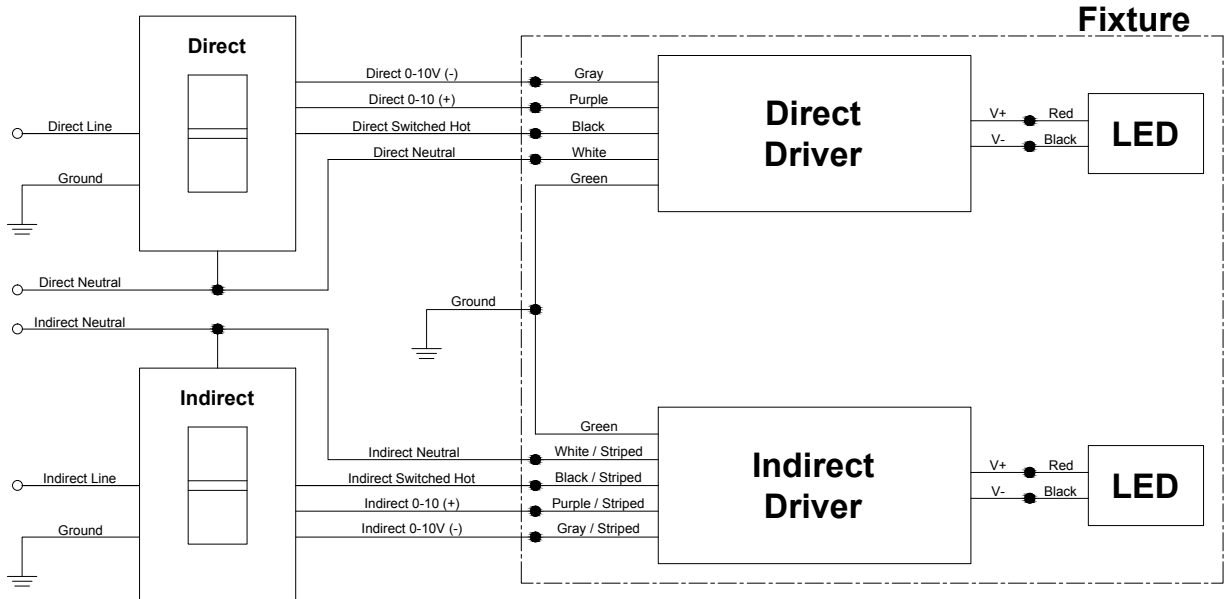 Fixture
Direct
Direct Line
Ground
Direct Neutral
Direct 0-10V (-)
Direct 0-10 (+)
Direct Switched Hot
Direct Neutral
Gray
Purple
Black
White
Green
Direct
Driver
V+
Red
V-
Black
LED
Ground
Indirect Neutral
Indirect
Indirect Line
Ground
Indirect Neutral
Indirect Switched Hot
Indirect 0-10 (+)
Indirect 0-10V (-)
Green
White / Striped
Black / Striped
Purple / Striped
Gray / Striped
Indirect
Driver
V+
Red
V-
Black
LED